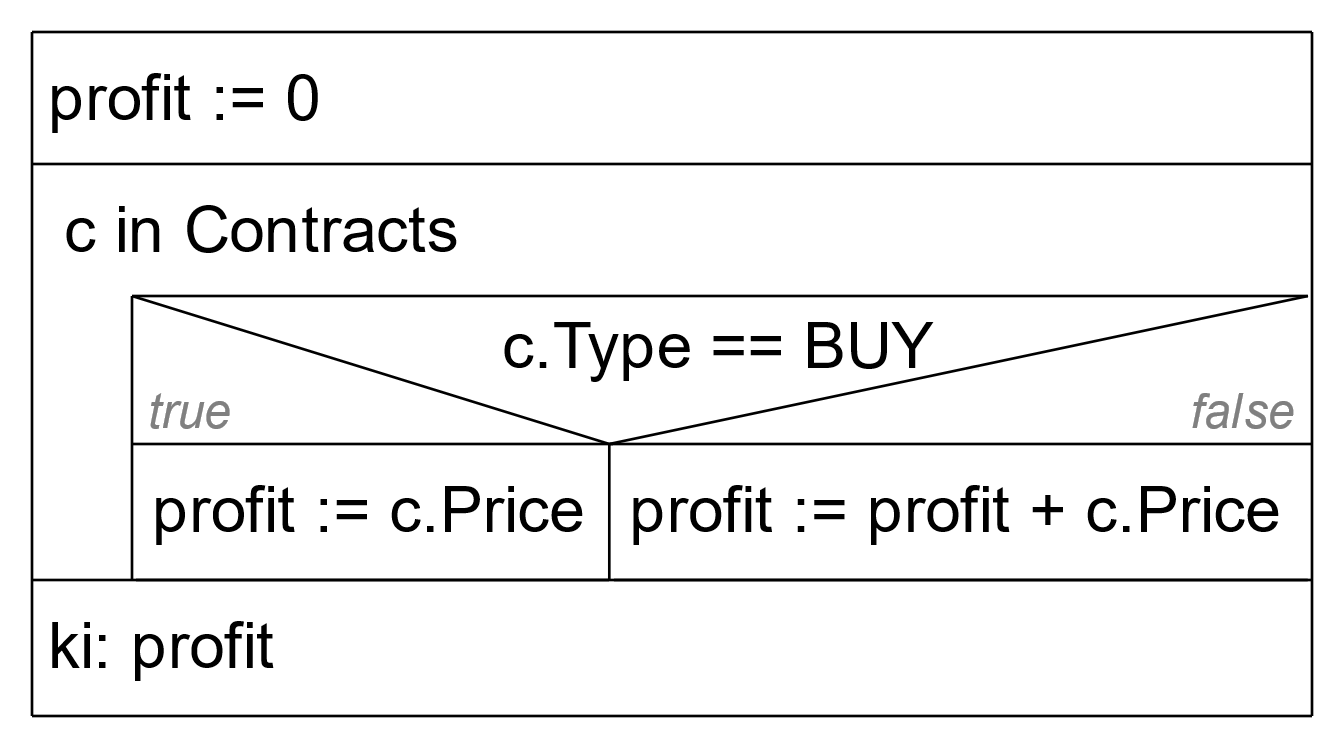 profit := 0
c in Contracts
c.Type == BUY
true
false
profit := c.Price
profit := profit + c.Price
ki: profit